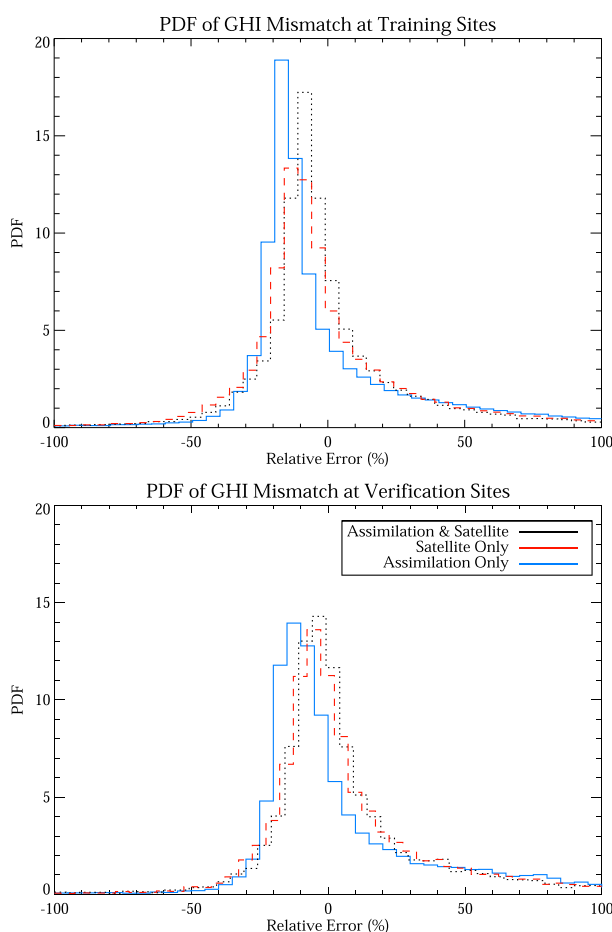 PDF of GHI Mismatch at Training Sites
20
15
10
5
0
PDF
-100 -50 0 50 100
Relative Error (%)
PDF of GHI Mismatch at Verification Sites
20
Assimilation & Satellite
Satellite Only
Assimilation Only
15
10
5
0
PDF
-100 -50 0 50 100
Relative Error (%)